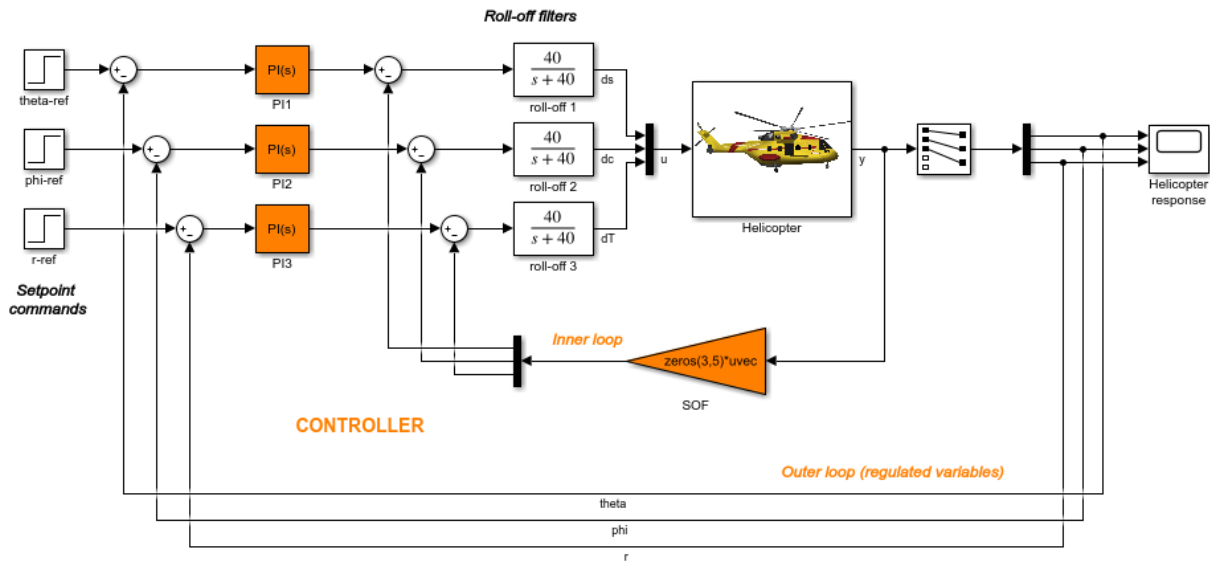 Roll-off filters
theta-ref
+
−
PI(s)
PI1
+
−
40
s + 40
roll-off 1
ds
phi-ref
+
−
PI(s)
PI2
+
−
40
s + 40
roll-off 2
dc
u
Helicopter
y
Helicopter
response
r-ref
+
−
PI(s)
PI3
+
−
40
s + 40
roll-off 3
dT
Setpoint
commands
Inner loop
zeros(3,5)*uvec
SOF
CONTROLLER
Outer loop (regulated variables)
theta
phi
r